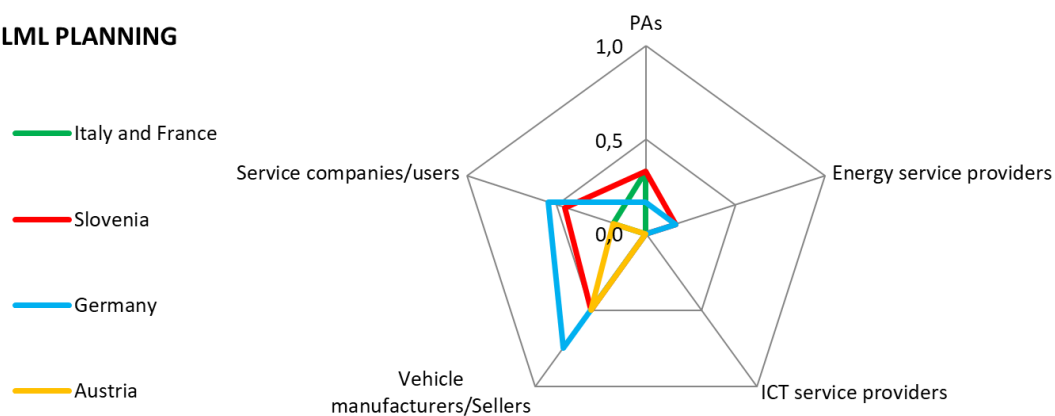 LML PLANNING
Italy and France
Slovenia
Germany
Austria
PAs
1,0
0,5
0,0
Energy service providers
ICT service providers
Vehicle
manufacturers/Sellers
Service companies/users